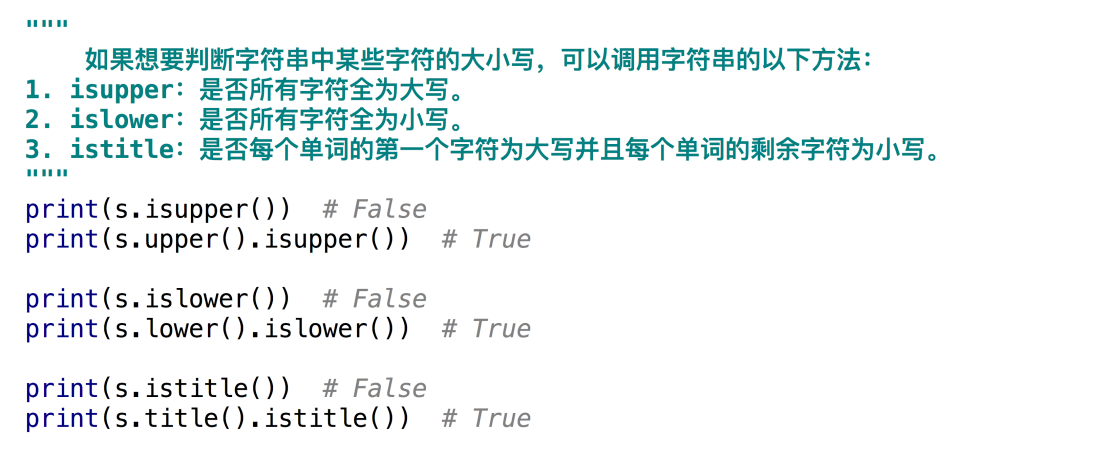 """
如果想要判断字符串中某些字符的大小写，可以调用字符串的以下方法：
1. isupper：是否所有字符全为大写。
2. islower：是否所有字符全为小写。
3. istitle：是否每个单词的第一个字符为大写并且每个单词的剩余字符为小写。
"""
print(s.isupper())  # False
print(s.upper().isupper())  # True
print(s.islower())  # False
print(s.lower().islower())  # True
print(s.istitle())  # False
print(s.title().istitle())  # True